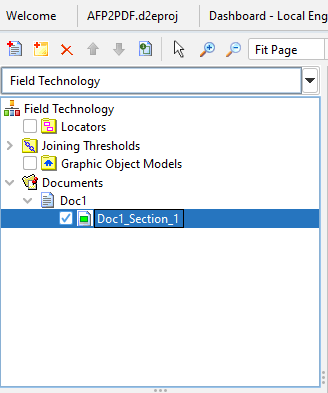 Welcome AFP2PDF.d2eproj Dashboard - Local Eng
Fit Page
Field Technology
Field Technology
Locators
Joining Thresholds
Graphic Object Models
Documents
Doc1
Doc1_Section_1